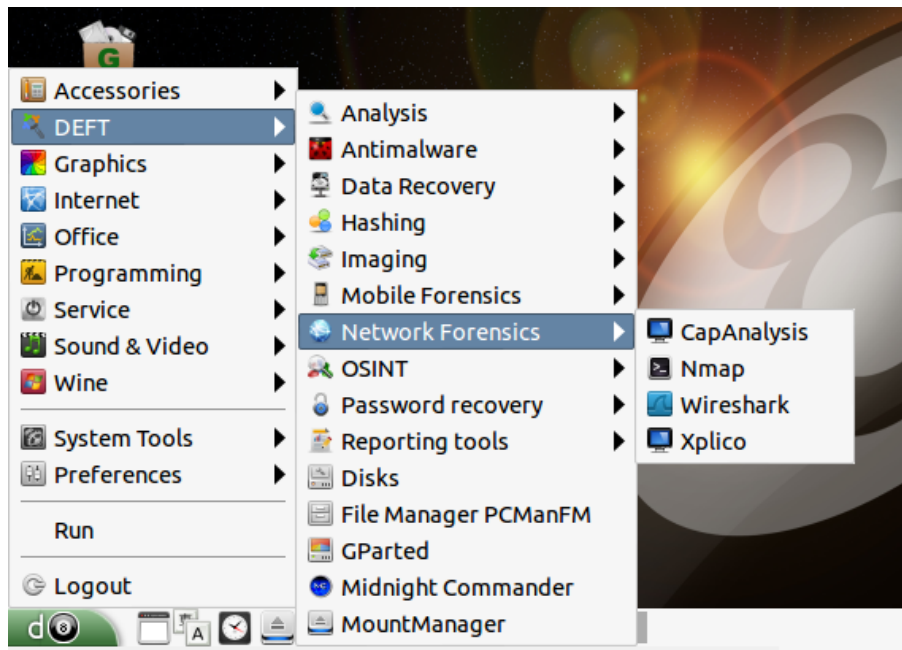 G
Accessories
DEFT
Graphics
Internet
Office
Programming
Service
Sound & Video
Wine
System Tools
Preferences
Run
Logout
Analysis
Antimalware
Data Recovery
Hashing
Imaging
Mobile Forensics
Network Forensics
OSINT
Password recovery
Reporting tools
Disks
File Manager PCManFM
GParted
Midnight Commander
MountManager
CapAnalysis
Nmap
Wireshark
Xplico
d8
A